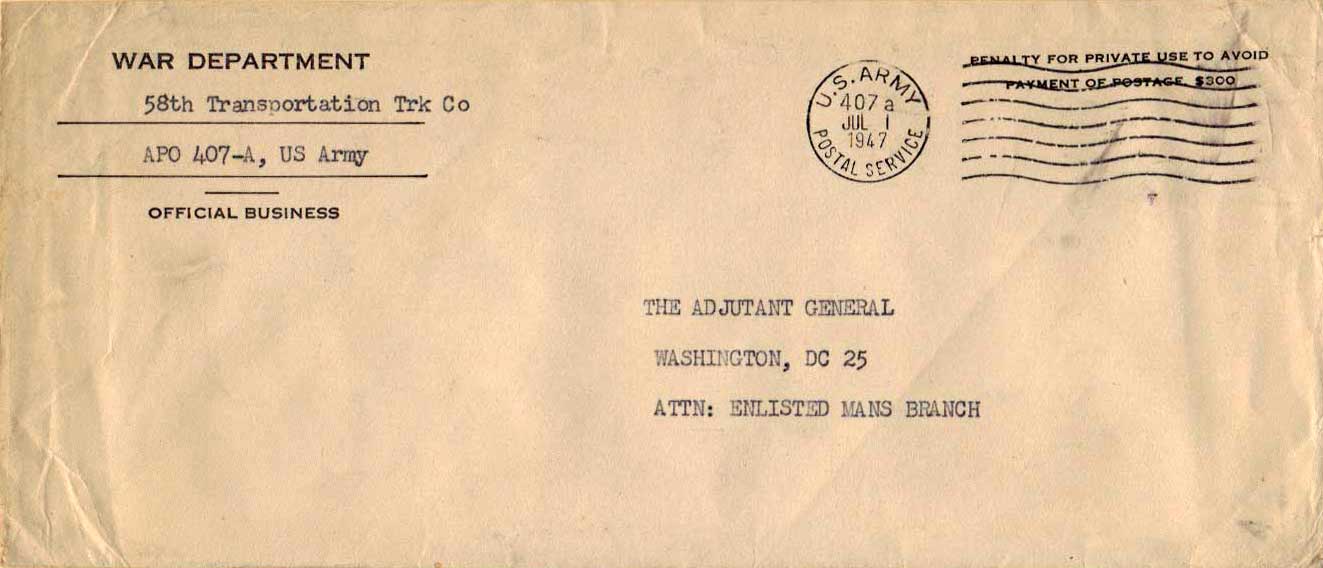 WAR DEPARTMENT
58th Transportation Trk Co
APO 407-A, US Army
OFFICIAL BUSINESS
U.S. ARMY
407 a
JUL 1
1947
POSTAL SERVICE
PENALTY FOR PRIVATE USE TO AVOID
PAYMENT OF POSTAGE, $300
THE ADJUTANT GENERAL
WASHINGTON, DC 25
ATTN: ENLISTED MANS BRANCH